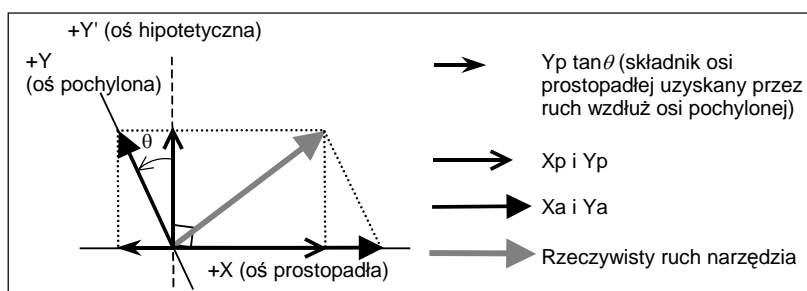 +Y' (oś hipotetyczna)
+Y
(oś pochylona)
θ
+X (oś prostopadła)
Yp tanθ (składnik osi
prostopadłej uzyskany przez
ruch wzdłuż osi pochylonej)
Xp i Yp
Xa i Ya
Rzeczywisty ruch narzędzia